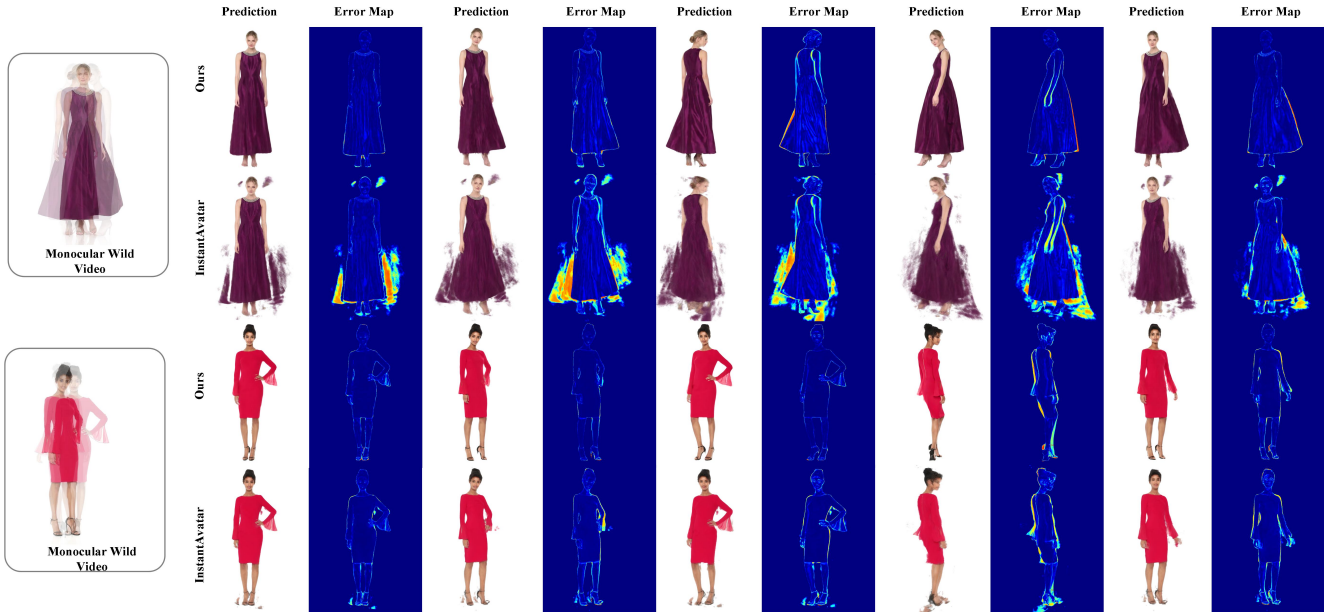 Prediction Error Map Prediction Error Map Prediction Error Map Prediction Error Map Prediction Error Map
Ours
Monocular Wild
Video
InstantAvatar
Ours
Monocular Wild
Video
InstantAvatar